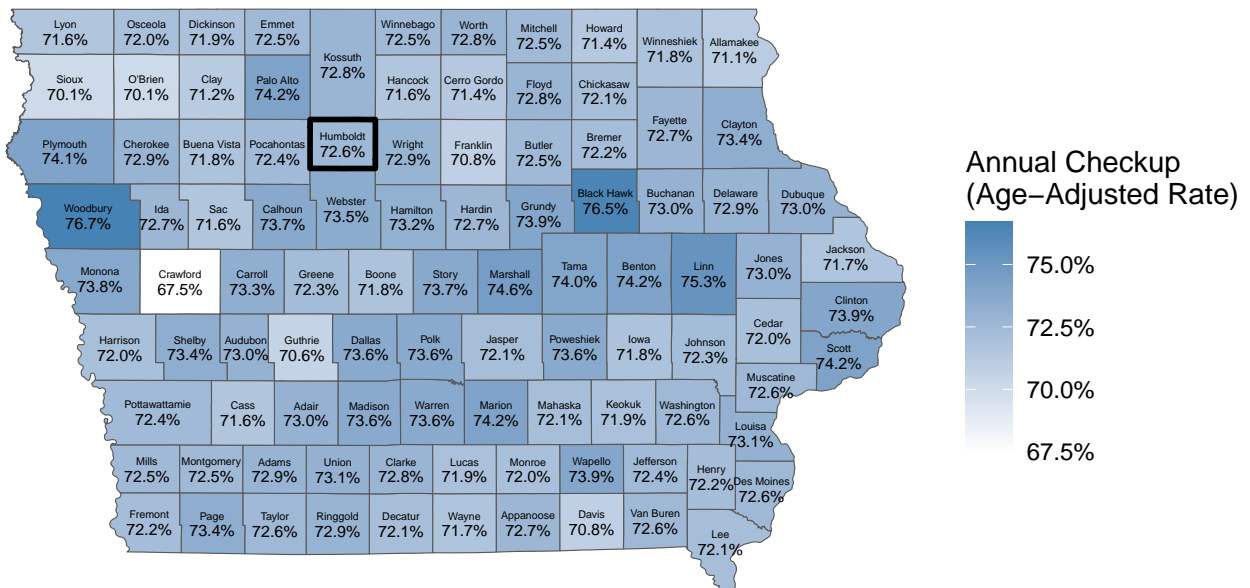 Lyon
71.6%
Osceola
72.0%
Dickinson
71.9%
Emmet
72.5%
Kossuth
72.8%
Winnebago
72.5%
Worth
72.8%
Mitchell
72.5%
Howard
71.4%
Winneshiek
71.8%
Allamakee
71.1%
Sioux
70.1%
O'Brien
70.1%
Clay
71.2%
Palo Alto
74.2%
Hancock
71.6%
Cerro Gordo
71.4%
Floyd
72.8%
Chickasaw
72.1%
Fayette
72.7%
Clayton
73.4%
Plymouth
74.1%
Cherokee
72.9%
Buena Vista
71.8%
Pocahontas
72.4%
Humboldt
72.6%
Wright
72.9%
Franklin
70.8%
Butler
72.5%
Bremer
72.2%
Woodbury
76.7%
Ida
72.7%
Sac
71.6%
Calhoun
73.7%
Webster
73.5%
Hamilton
73.2%
Hardin
72.7%
Grundy
73.9%
Black Hawk
76.5%
Buchanan
73.0%
Delaware
72.9%
Dubuque
73.0%
Monona
73.8%
Crawford
67.5%
Carroll
73.3%
Greene
72.3%
Boone
71.8%
Story
73.7%
Marshall
74.6%
Tama
74.0%
Benton
74.2%
Linn
75.3%
Jones
73.0%
Jackson
71.7%
Clinton
73.9%
Harrison
72.0%
Shelby
73.4%
Audubon
73.0%
Guthrie
70.6%
Dallas
73.6%
Polk
73.6%
Jasper
72.1%
Poweshiek
73.6%
Iowa
71.8%
Johnson
72.3%
Cedar
72.0%
Scott
74.2%
Muscatine
72.6%
Pottawattamie
72.4%
Cass
71.6%
Adair
73.0%
Madison
73.6%
Warren
73.6%
Marion
74.2%
Mahaska
72.1%
Keokuk
71.9%
Washington
72.6%
Louisa
73.1%
Mills
72.5%
Montgomery
72.5%
Adams
72.9%
Union
73.1%
Clarke
72.8%
Lucas
71.9%
Monroe
72.0%
Wapello
73.9%
Jefferson
72.4%
Henry
72.2%
Des Moines
72.6%
Fremont
72.2%
Page
73.4%
Taylor
72.6%
Ringgold
72.9%
Decatur
72.1%
Wayne
71.7%
Appanoose
72.7%
Davis
70.8%
Van Buren
72.6%
Lee
72.1%
Annual Checkup
(Age−Adjusted Rate)
75.0%
72.5%
70.0%
67.5%